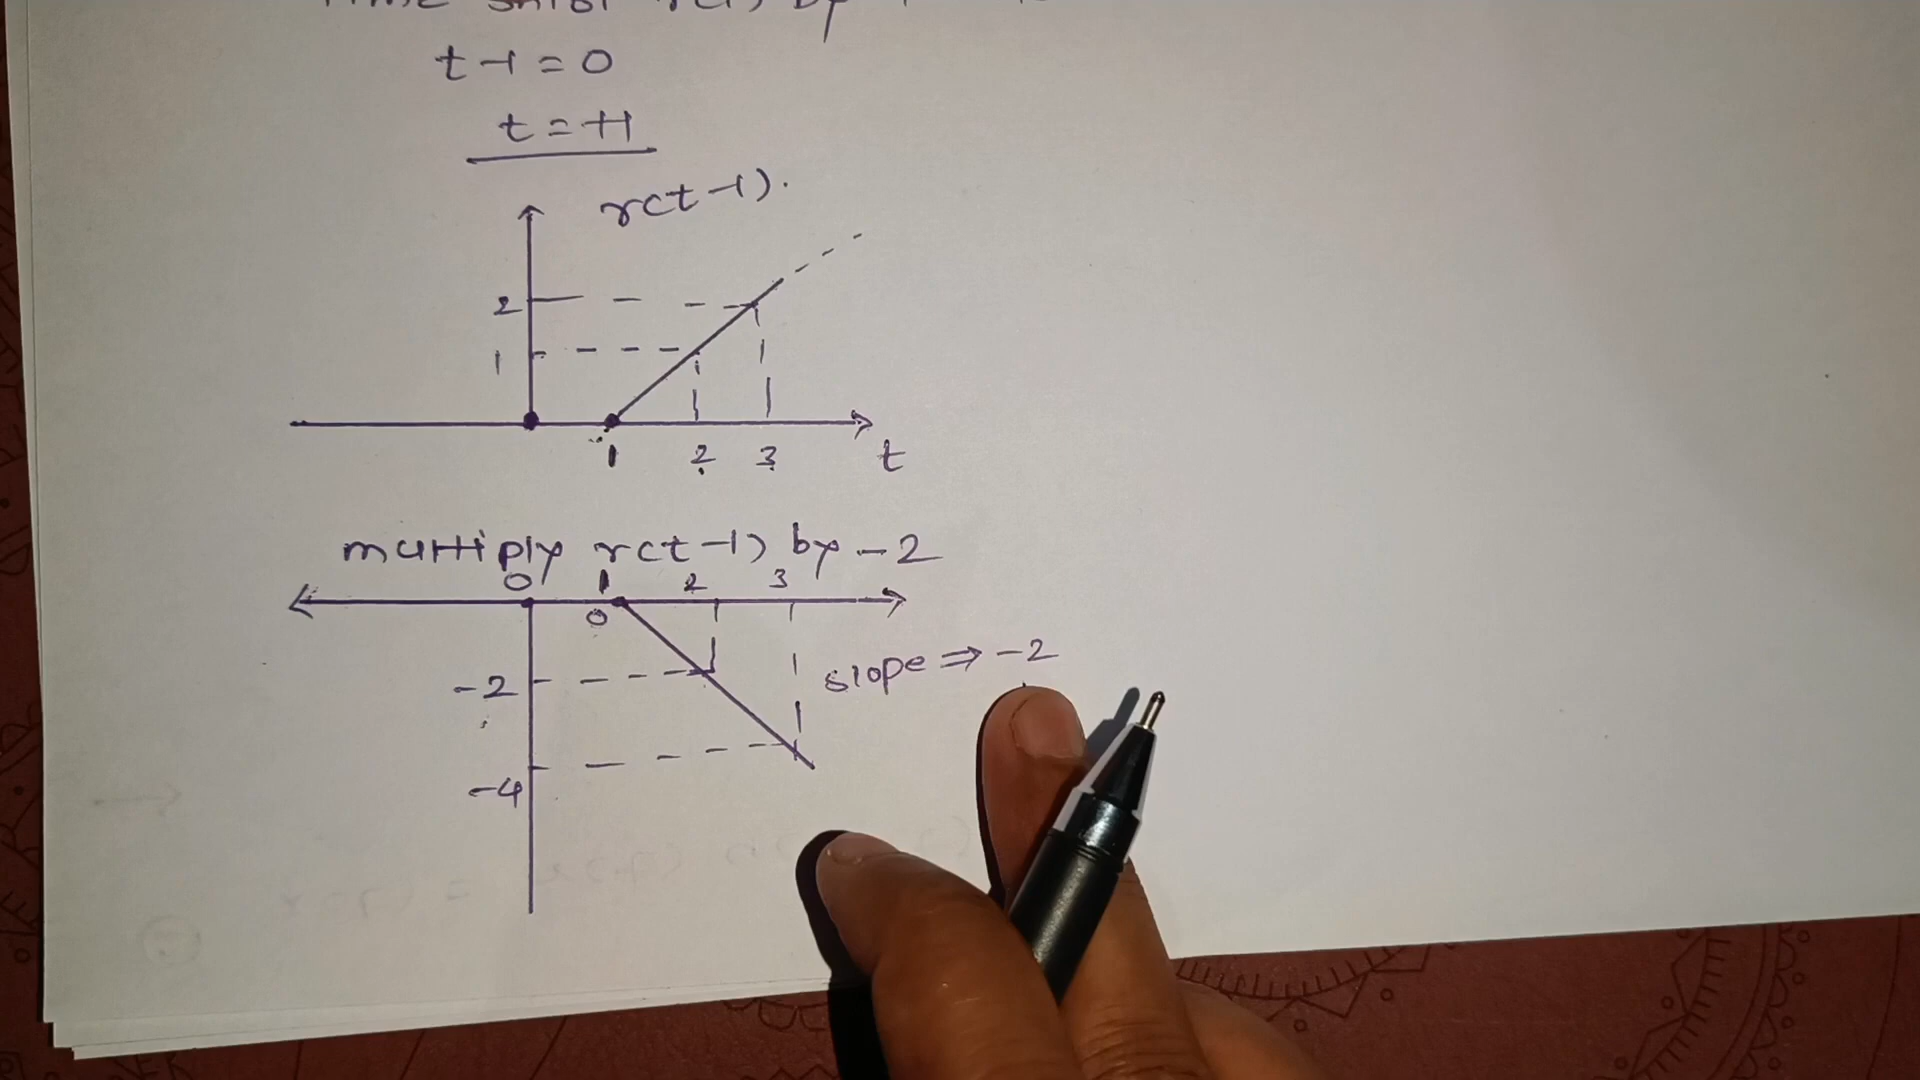 t-1=0
t=+1
r(t-1).
2
1
1 2 3 t
multiply r(t-1) by -2
0 1 2 3
0
-2
slope ⇒ -2
-4